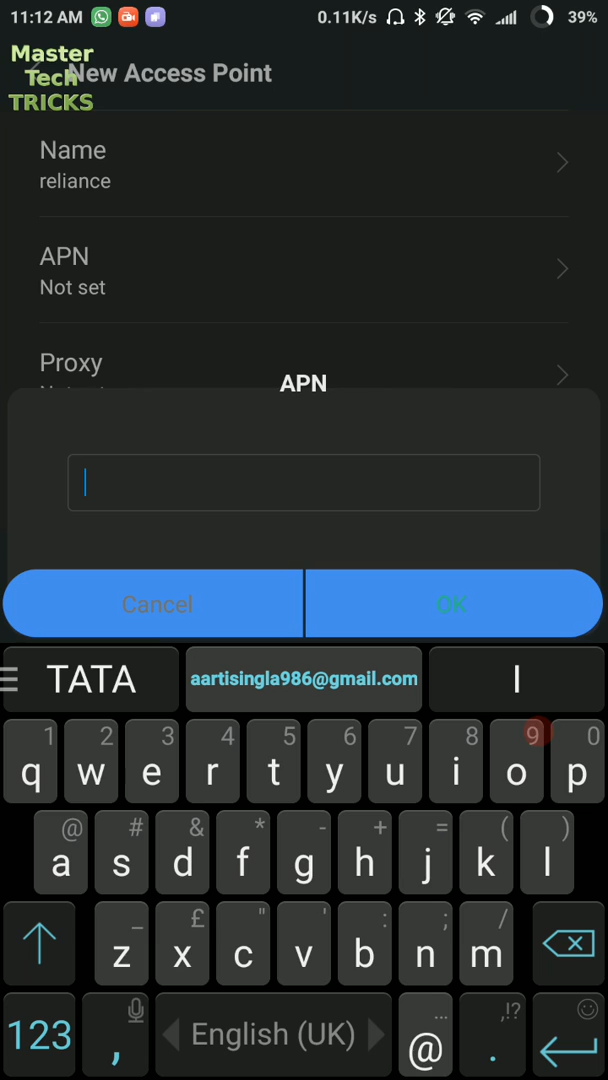 11:12 AM 0.11K/s 39%
Master
Tech
TRICKS
New Access Point
Name
reliance
APN
Not set
Proxy
APN
Cancel OK
TATA aartisingla986@gmail.com I
1 2 3 4 5 6 7 8 9 0
q w e r t y u i o p
@ # & * - + = ( )
a s d f g h j k l
_ £ " ' : ; /
z x c v b n m
... ,!?
123 , English (UK) @ .